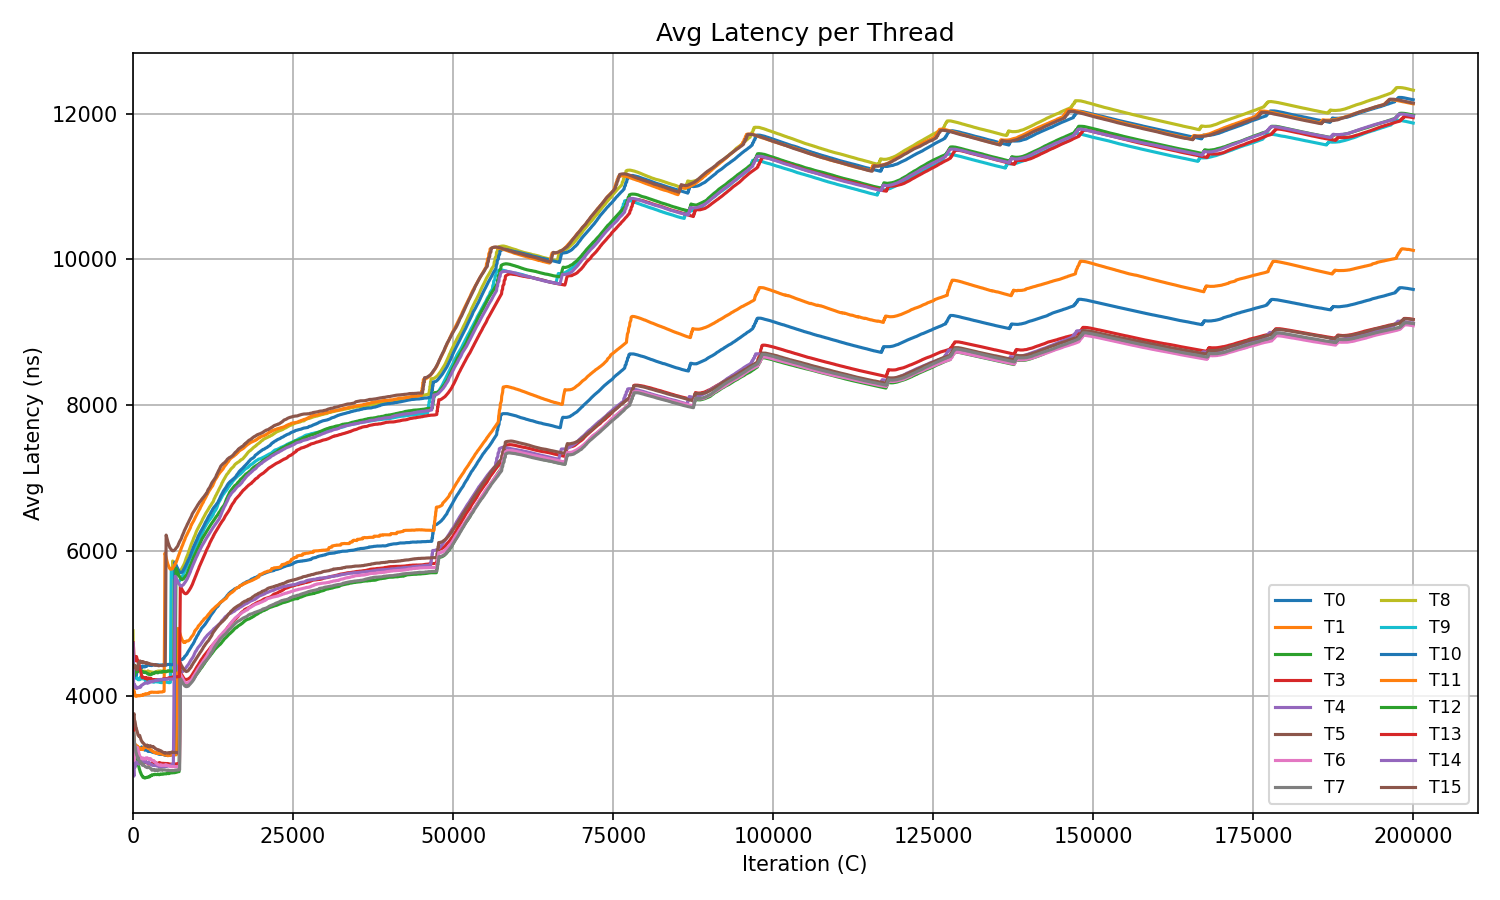 Avg Latency per Thread
Avg Latency (ns)
12000
10000
8000
6000
4000
0 25000 50000 75000 100000 125000 150000 175000 200000
Iteration (C)
T0 T8
T1 T9
T2 T10
T3 T11
T4 T12
T5 T13
T6 T14
T7 T15